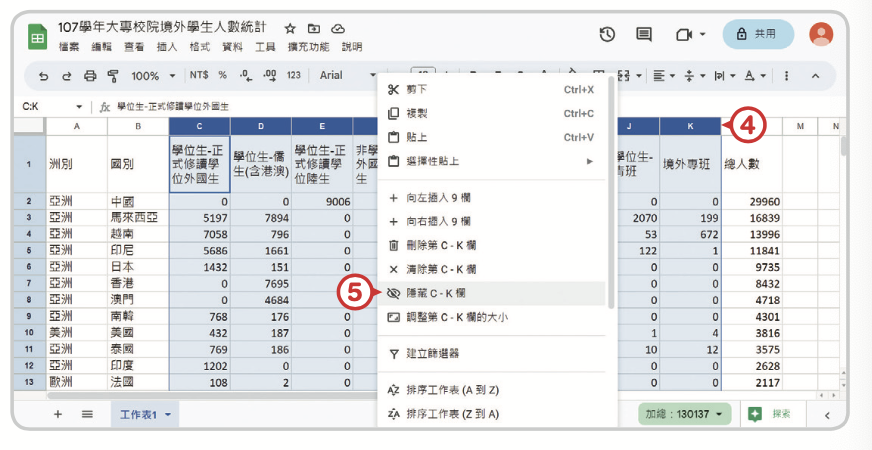 107學年大專校院境外學生人數統計
檔案 編輯 查看 插入 格式 資料 工具 擴充功能 說明
共用
100% NT$ % .0 .00 123 Arial
C:K fx 學位生-正式修讀學位外國生
A B C D E J K M N
1 洲別 國別 學位生-正式修讀學位外國生 學位生-僑生(含港澳) 學位生-正式修讀學位陸生 境外專班 總人數
2 亞洲 中國 0 0 9006 0 0 29960
3 亞洲 馬來西亞 5197 7894 0 2070 199 16839
4 亞洲 越南 7058 796 0 53 672 13996
5 亞洲 印尼 5686 1661 0 122 1 11841
6 亞洲 日本 1432 151 0 0 0 9735
7 亞洲 香港 0 7695 0 0 8432
8 亞洲 澳門 0 4684 0 0 4718
9 亞洲 南韓 768 176 0 0 0 4301
10 美洲 美國 432 187 0 1 4 3816
11 亞洲 泰國 769 186 0 10 12 3575
12 亞洲 印度 1202 0 0 0 0 2628
13 歐洲 法國 108 2 0 0 0 2117
剪下 Ctrl+X
複製 Ctrl+C
貼上 Ctrl+V
選擇性貼上
向左插入 9 欄
向右插入 9 欄
刪除第 C - K 欄
清除第 C - K 欄
隱藏 C - K 欄
調整第 C - K 欄的大小
建立篩選器
排序工作表 (A 到 Z)
排序工作表 (Z 到 A)
4
5
工作表1
加總：130137
探索